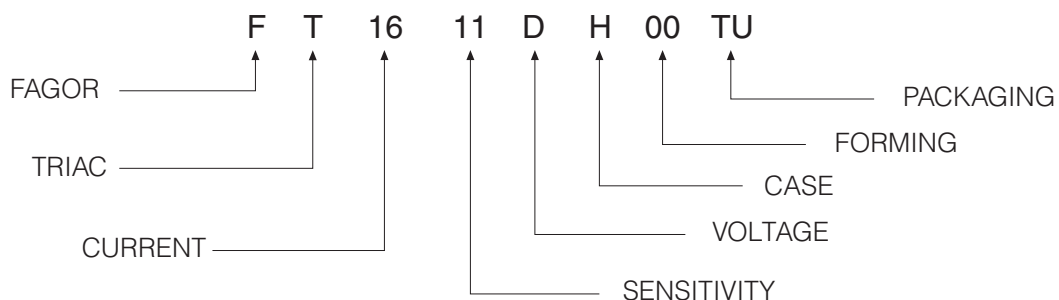 F T 16 11 D H 00 TU
FAGOR
PACKAGING
FORMING
TRIAC
CASE
VOLTAGE
CURRENT
SENSITIVITY